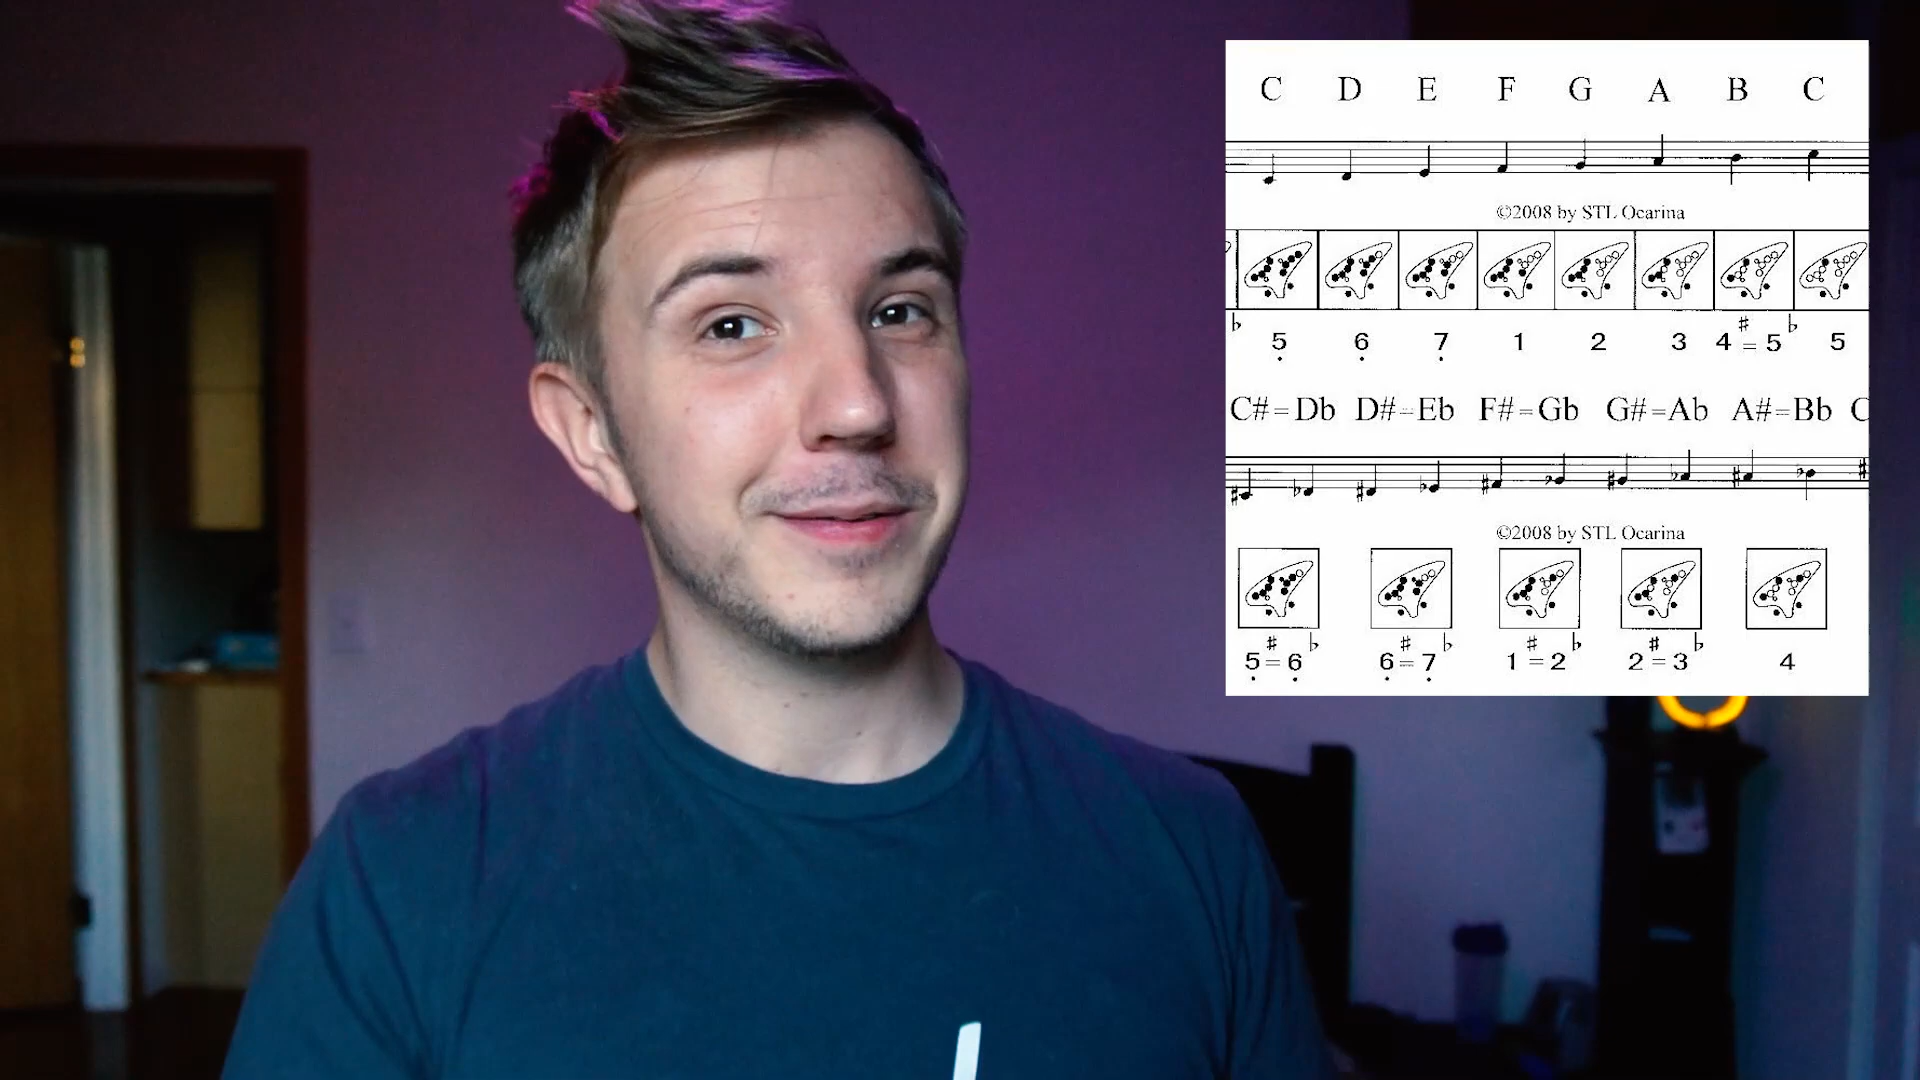 C D E F G A B C
©2008 by STL Ocarina
♭ 5 6 7 1 2 3 4♯=5♭ 5
C#=Db D#=Eb F#=Gb G#=Ab A#=Bb C
©2008 by STL Ocarina
5♯=6♭ 6♯=7♭ 1♯=2♭ 2♯=3♭ 4